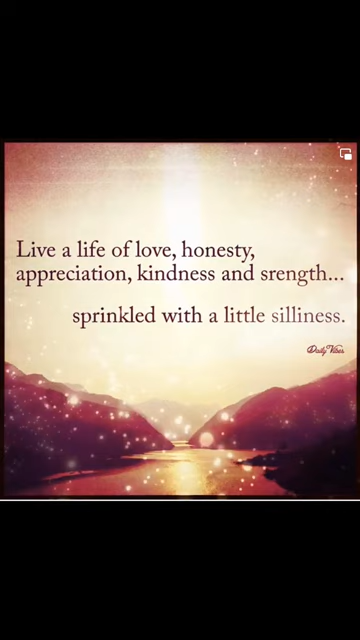 Live a life of love, honesty,
appreciation, kindness and srength...
sprinkled with a little silliness.
Daily Vibes